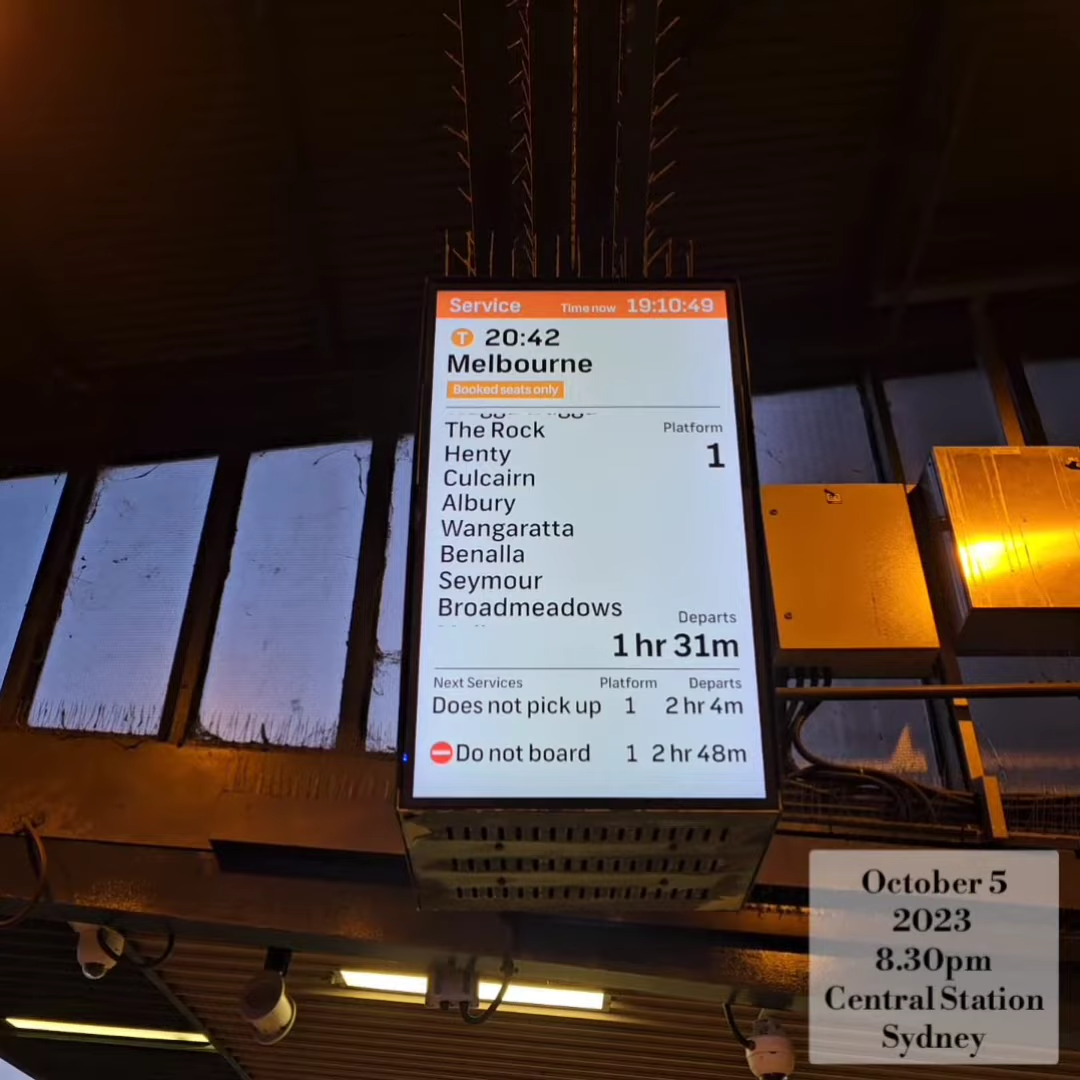 Service Time now 19:10:49
T 20:42
Melbourne
Booked seats only
The Rock
Platform
Henty
1
Culcairn
Albury
Wangaratta
Benalla
Seymour
Broadmeadows
Departs
1 hr 31m
Next Services Platform Departs
Does not pick up 1 2 hr 4m
Do not board 1 2 hr 48m
October 5
2023
8.30pm
Central Station
Sydney